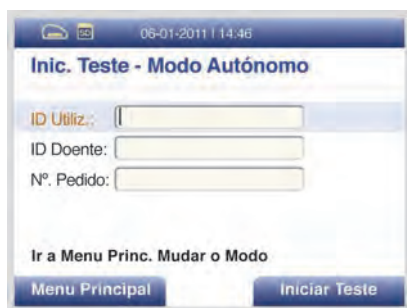 SD 06-01-2011 | 14:46
Inic. Teste - Modo Autónomo
ID Utiliz.:
ID Doente:
Nº. Pedido:
Ir a Menu Princ. Mudar o Modo
Menu Principal Iniciar Teste